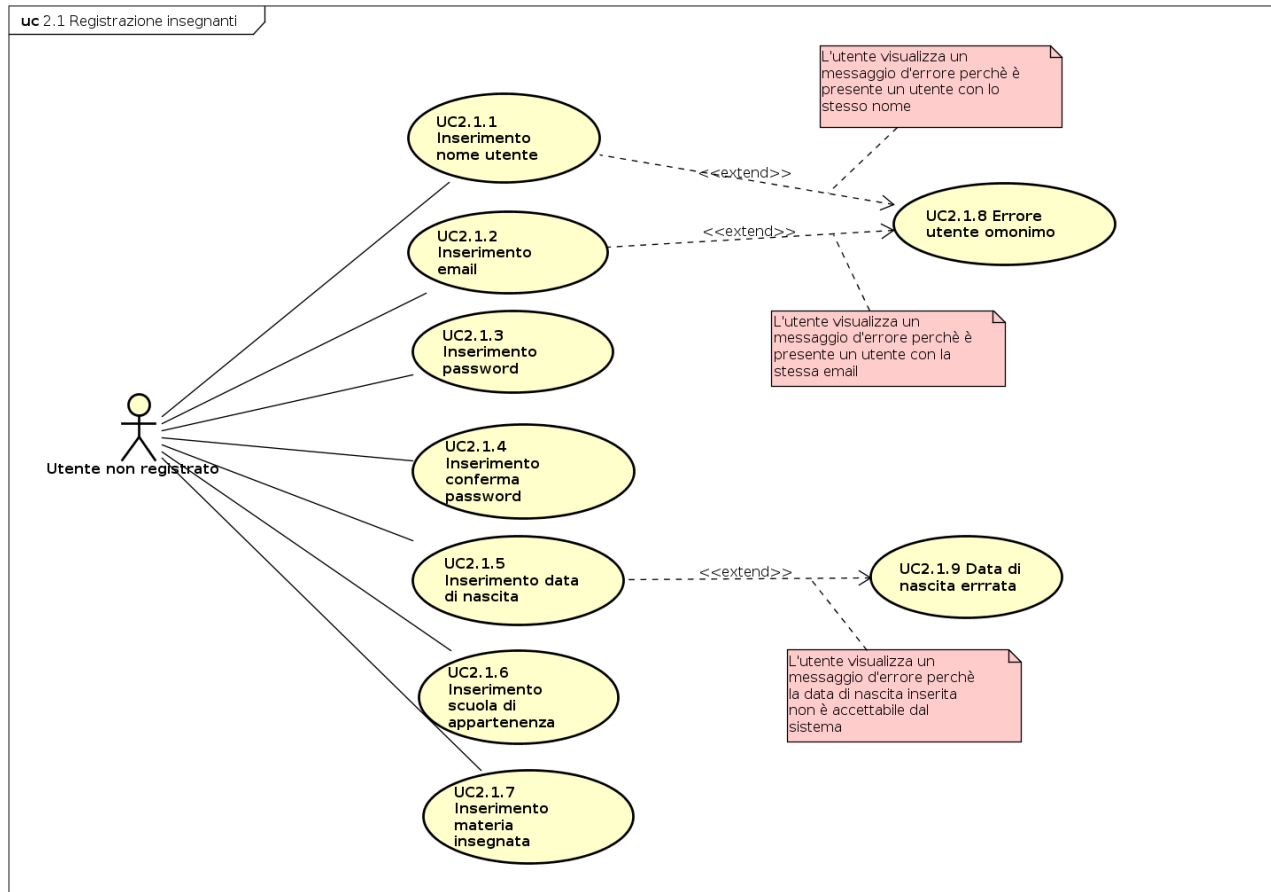 uc 2.1 Registrazione insegnanti
L'utente visualizza un
messaggio d'errore perchè è
presente un utente con lo
stesso nome
UC2.1.1
Inserimento
nome utente
<<extend>>
UC2.1.8 Errore
utente omonimo
UC2.1.2
Inserimento
email
<<extend>>
L'utente visualizza un
messaggio d'errore perchè è
presente un utente con la
stessa email
UC2.1.3
Inserimento
password
Utente non registrato
UC2.1.4
Inserimento
conferma
password
UC2.1.5
Inserimento data
di nascita
<<extend>>
UC2.1.9 Data di
nascita errrata
L'utente visualizza un
messaggio d'errore perchè
la data di nascita inserita
non è accettabile dal
sistema
UC2.1.6
Inserimento
scuola di
appartenenza
UC2.1.7
Inserimento
materia
insegnata